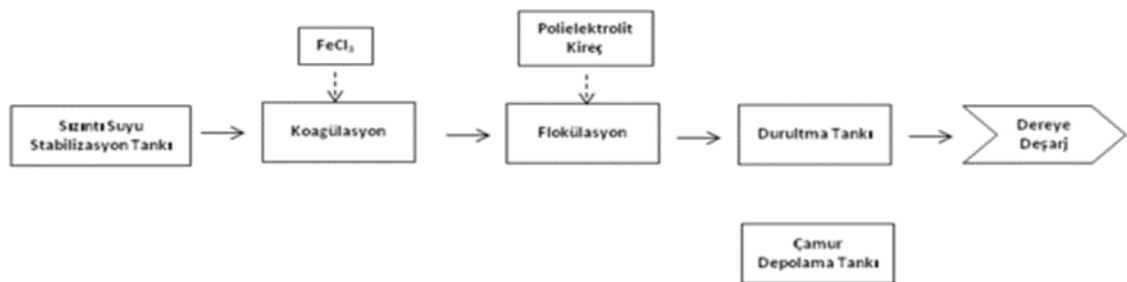 FeCl₃
Polielektrolit
Kireç
Sızıntı Suyu
Stabilizasyon Tankı
Koagülasyon
Flokülasyon
Durultma Tankı
Dereye
Deşarj
Çamur
Depolama Tankı